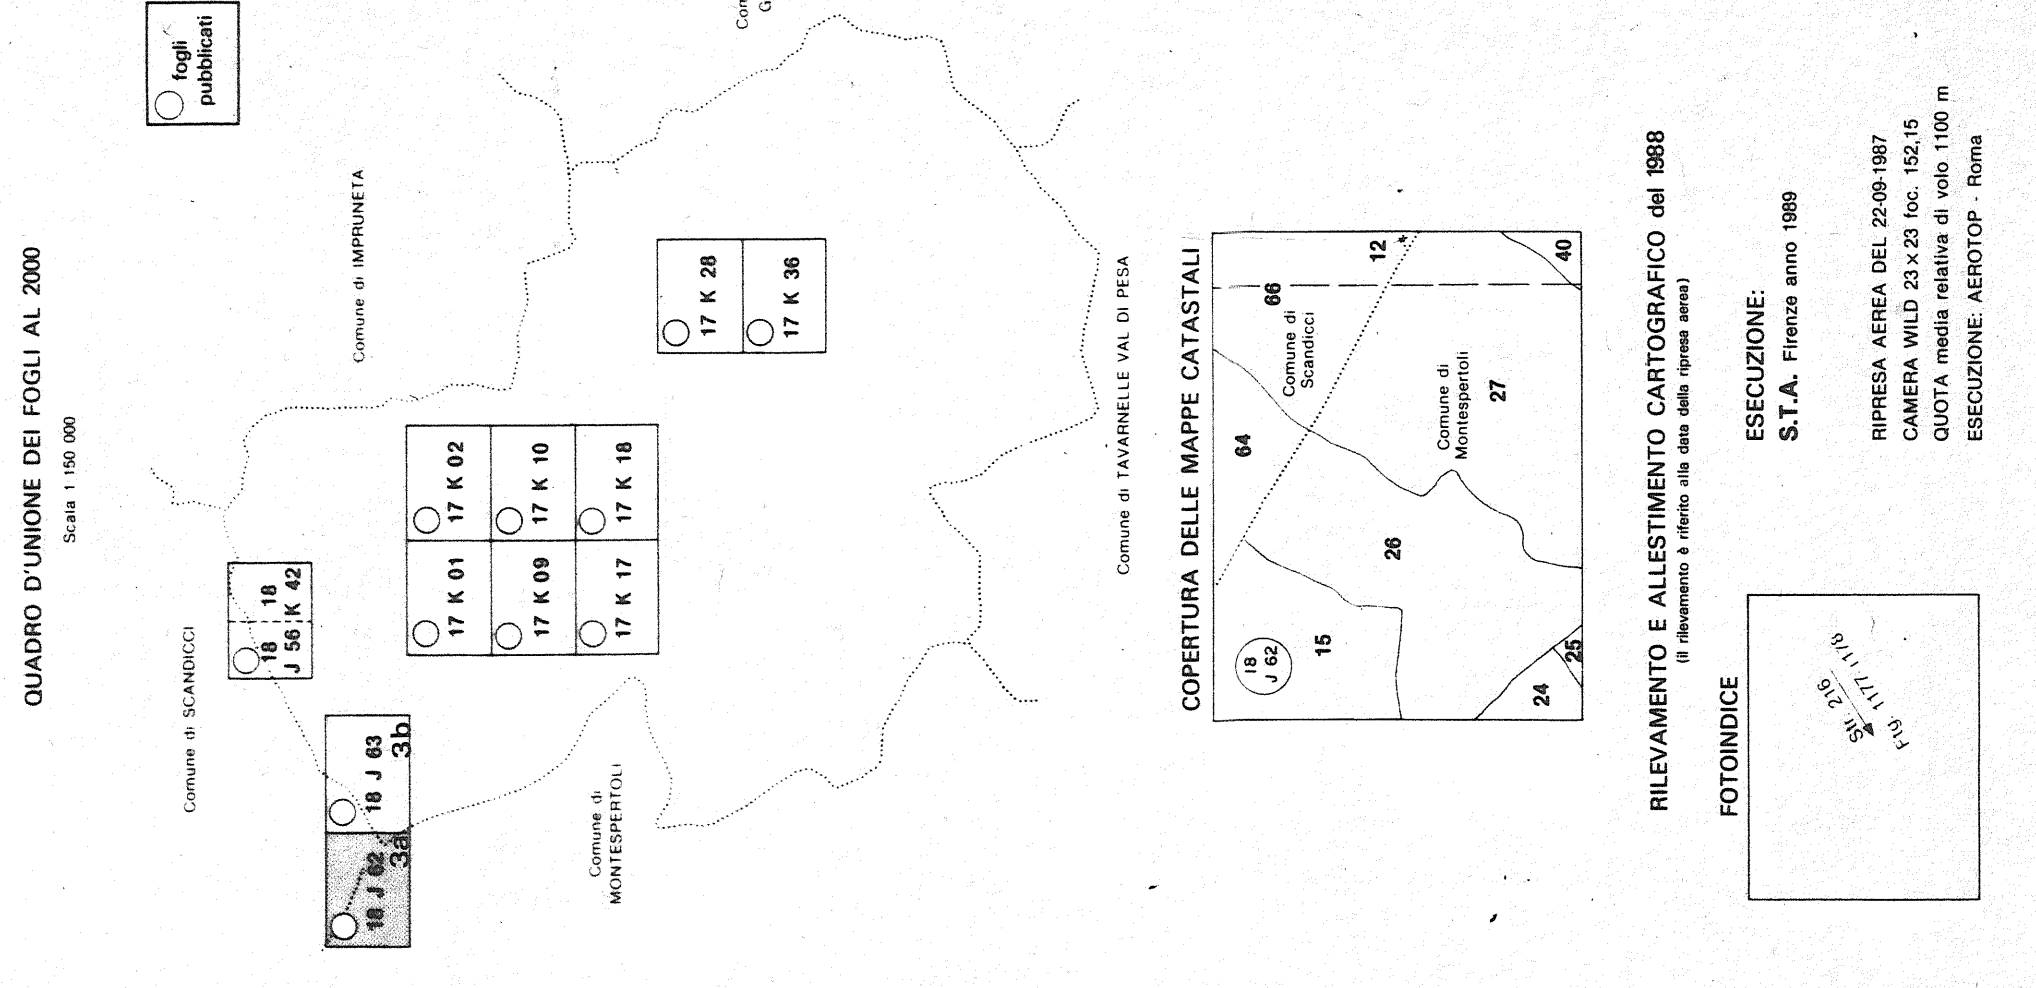 QUADRO D'UNIONE DEI FOGLI AL 2000
Scala 1 150 000
fogli
pubblicati
Comune di SCANDICCI
Comune di IMPRUNETA
18 18
J 56 K 42
18 J 62
3a
18 J 63
3b
17 K 01
17 K 02
17 K 09
17 K 10
17 K 17
17 K 18
17 K 28
17 K 36
Comune di
MONTESPERTOLI
Comune di TAVARNELLE VAL DI PESA
COPERTURA DELLE MAPPE CATASTALI
18
J 62
15
64
66
12
Comune di
Scandicci
26
Comune di
Montespertoli
27
24
25
40
RILEVAMENTO E ALLESTIMENTO CARTOGRAFICO del 1988
(il rilevamento è riferito alla data della ripresa aerea)
FOTOINDICE
Str. 216
Ftg. 1177 1178
ESECUZIONE:
S.T.A. Firenze anno 1989
RIPRESA AEREA DEL 22-09-1987
CAMERA WILD 23 x 23 foc. 152,15
QUOTA media relativa di volo 1100 m
ESECUZIONE: AEROTOP - Roma